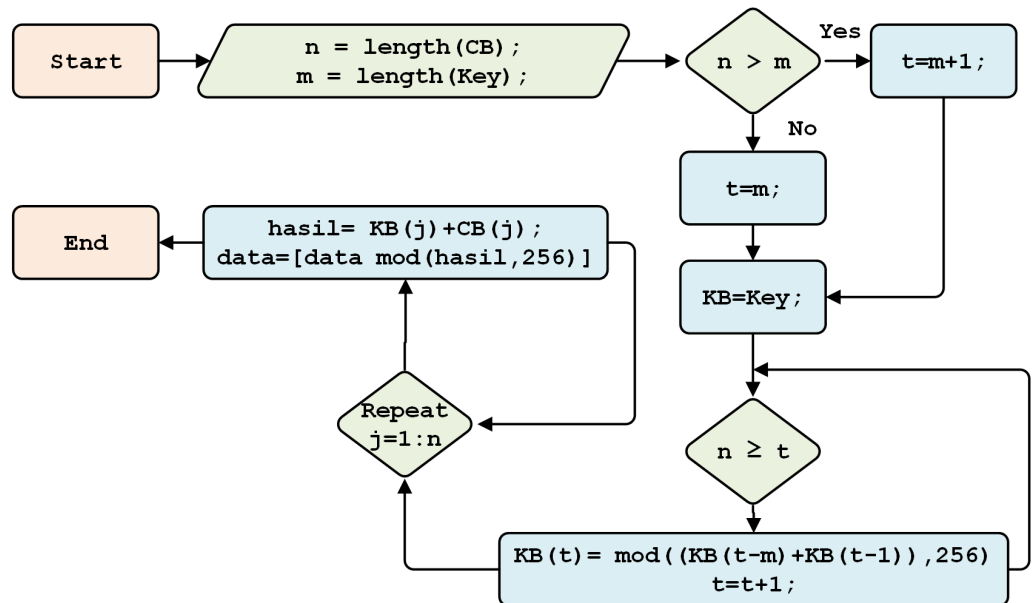 Start
n = length(CB);
m = length(Key);
n > m
Yes
t=m+1;
No
t=m;
KB=Key;
n ≥ t
KB(t)= mod((KB(t-m)+KB(t-1)),256)
t=t+1;
Repeat
j=1:n
hasil= KB(j)+CB(j);
data=[data mod(hasil,256)]
End